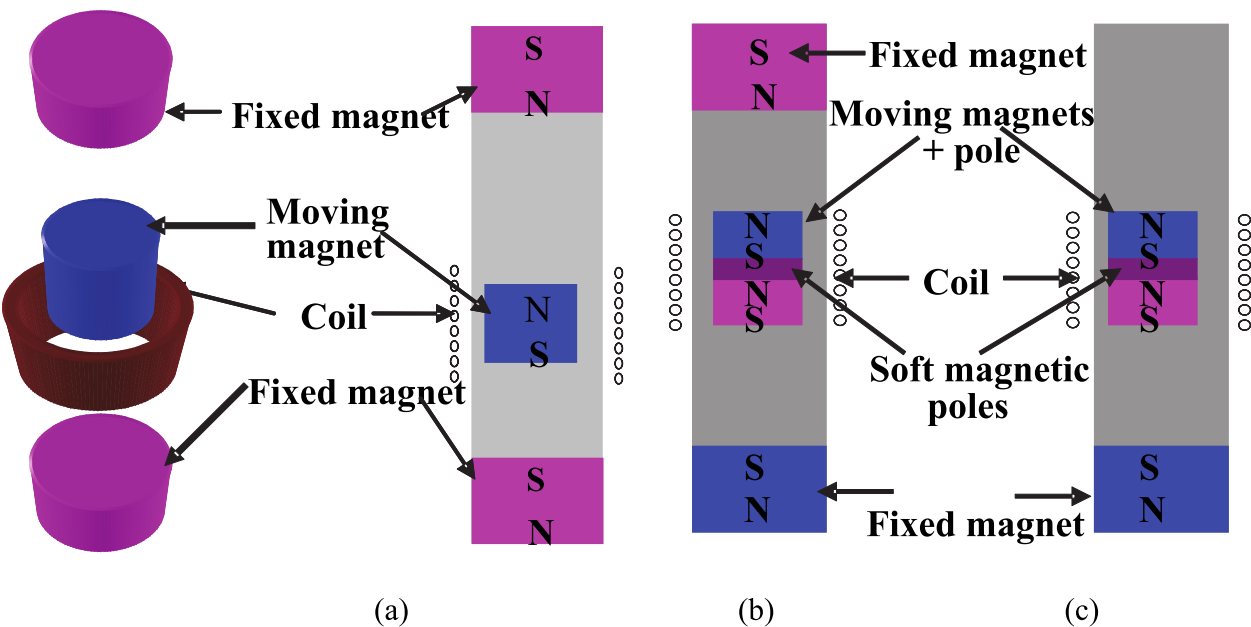 S
N
Fixed magnet
Moving
magnet
N
S
Coil
Fixed magnet
S
N
(a)
S
N
Fixed magnet
Moving magnets
+ pole
N
S
N
S
Coil
N
S
N
S
Soft magnetic
poles
S
N
Fixed magnet
S
N
(b)
(c)